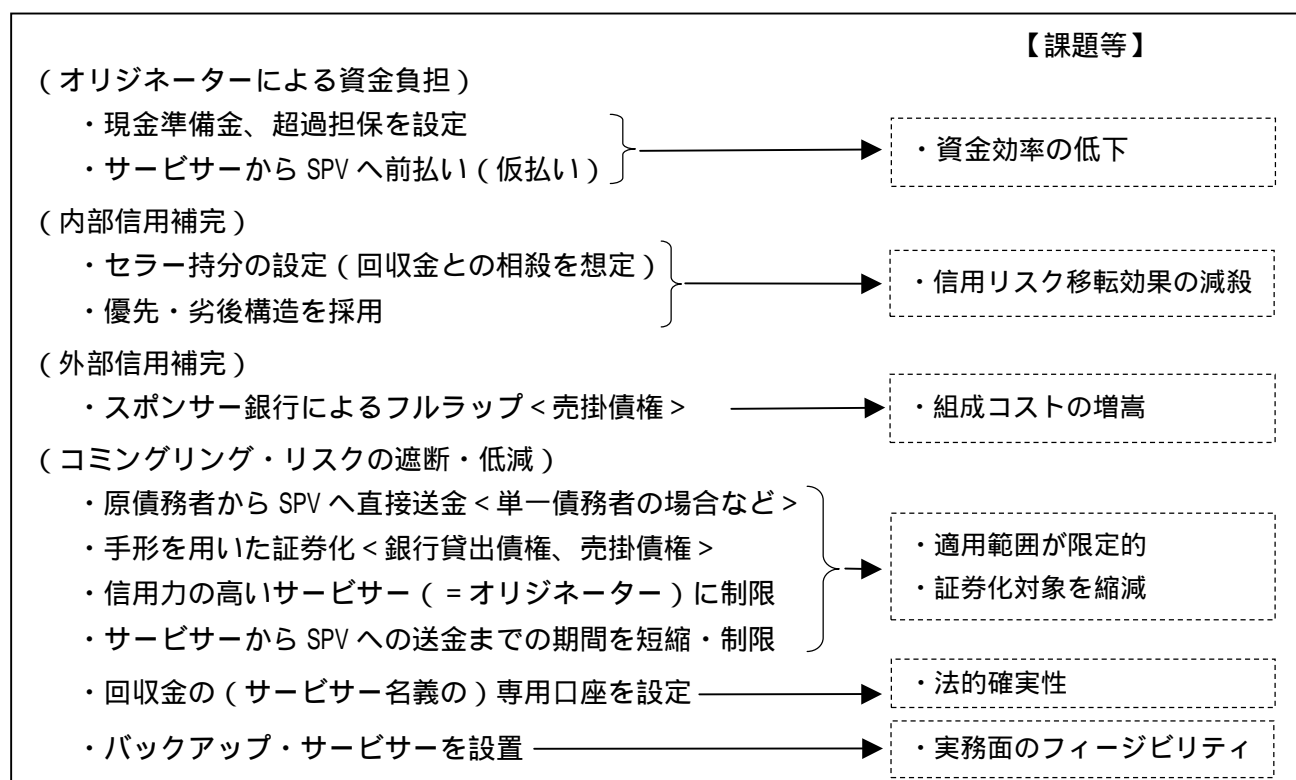 【課題等】
(オリジネーターによる資金負担)
・現金準備金、超過担保を設定
・サービサーから SPV へ前払い(仮払い)
・資金効率の低下
(内部信用補完)
・セラー持分の設定(回収金との相殺を想定)
・優先・劣後構造を採用
・信用リスク移転効果の減殺
(外部信用補完)
・スポンサー銀行によるフルラップ<売掛債権>
・組成コストの増嵩
(コミングリング・リスクの遮断・低減)
・原債務者から SPV へ直接送金<単一債務者の場合など>
・手形を用いた証券化<銀行貸出債権、売掛債権>
・信用力の高いサービサー(=オリジネーター)に制限
・サービサーから SPV への送金までの期間を短縮・制限
・適用範囲が限定的
・証券化対象を縮減
・回収金の(サービサー名義の)専用口座を設定
・法的確実性
・バックアップ・サービサーを設置
・実務面のフィージビリティ